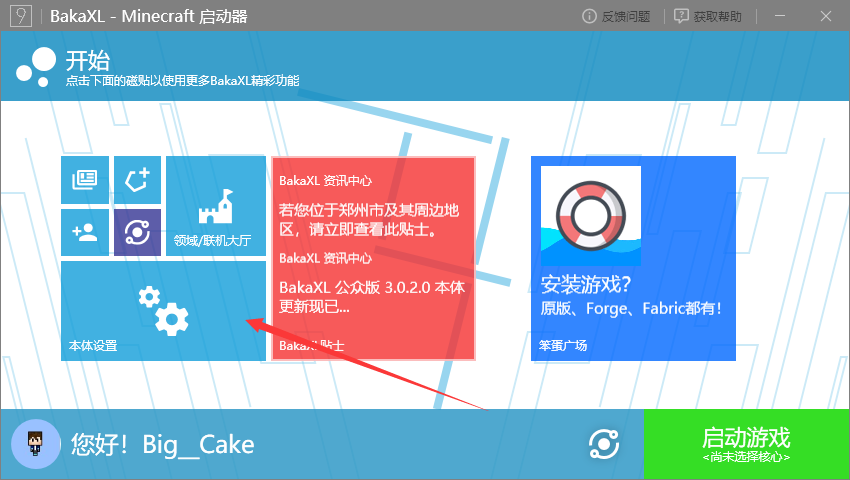 BakaXL - Minecraft 启动器
反馈问题
获取帮助
开始
点击下面的磁贴以使用更多BakaXL精彩功能
领域/联机大厅
本体设置
BakaXL 资讯中心
若您位于郑州市及其周边地
区，请立即查看此贴士。
BakaXL 资讯中心
BakaXL 公众版 3.0.2.0 本体
更新现已...
BakaXL 贴士
安装游戏？
原版、Forge、Fabric都有！
笨蛋广场
您好！Big__Cake
启动游戏
<尚未选择核心>